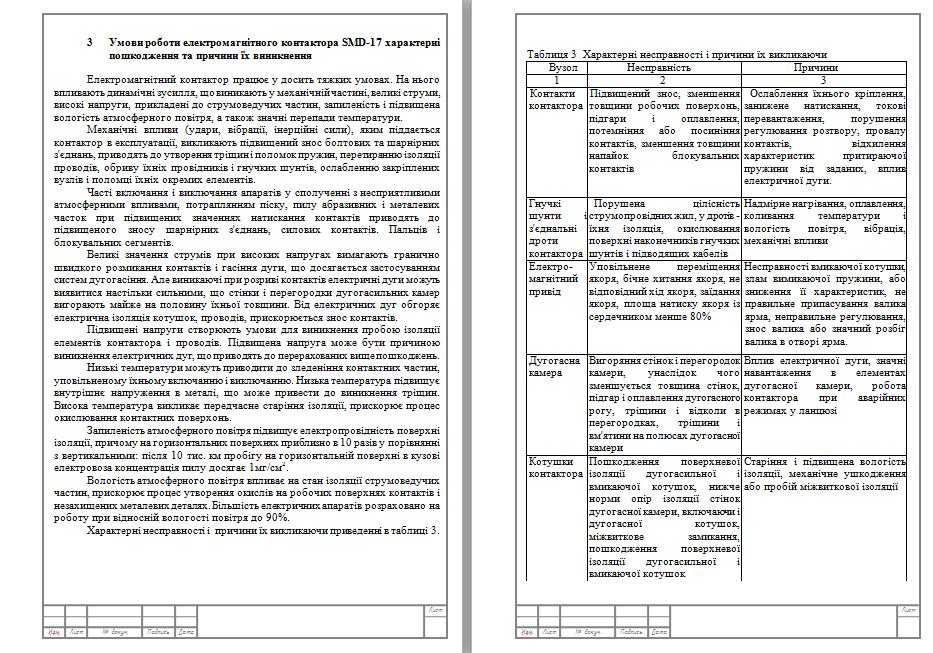 3 Умови роботи електромагнітного контактора SMD-17 характерні
пошкодження та причини їх виникнення
Електромагнітний контактор працює у досить тяжких умовах. На нього
впливають динамічні зусилля, що виникають у механічній частині, великі струми,
високі напруги, прикладені до струмоведучих частин, запиленість і підвищена
вологість атмосферного повітря, а також значні перепади температури.
Механічні впливи (удари, вібрації, інерційні сили), яким піддається
контактор в експлуатації, викликають підвищений знос болтових та шарнірних
з'єднань, приводять до утворення тріщин і поломок пружин, перетиранню ізоляції
проводів, обриву їхніх провідників і гнучких шунтів, ослабленню закріплених
вузлів і поломці їхніх окремих елементів.
Часті включання і виключання апаратів у сполученні з несприятливими
атмосферними впливами, потраплянням піску, пилу абразивних і металевих
часток при підвищених значеннях натискання контактів приводять до
підвищеного зносу шарнірних з'єднань, силових контактів. Пальців і
блокувальних сегментів.
Великі значення струмів при високих напругах вимагають гранично
швидкого розмикання контактів і гасіння дуги, що досягається застосуванням
систем дугогасіння. Але виникаючі при розриві контактів електричні дуги можуть
виявитися настільки сильними, що стінки і перегородки дугогасильних камер
вигорають майже на половину їхньої товщини. Від електричних дуг обгоряє
електрична ізоляція котушок, проводів, прискорюється знос контактів.
Підвищені напруги створюють умови для виникнення пробою ізоляції
елементів контактора і проводів. Підвищена напруга може бути причиною
виникнення електричних дуг, що приводять до перерахованих вище пошкоджень.
Низькі температури можуть приводити до зледеніння контактних частин,
уповільненому їхньому включанню і виключанню. Низька температура підвищує
внутрішнє напруження в металі, що може привести до виникнення тріщин.
Висока температура викликає передчасне старіння ізоляції, прискорює процес
окислювання контактних поверхонь.
Запиленість атмосферного повітря підвищує електропровідність поверхні
ізоляції, причому на горизонтальних поверхнях приблизно в 10 разів у порівнянні
з вертикальними: після 10 тис. км пробігу на горизонтальній поверхні в кузові
електровоза концентрація пилу досягає 1мг/см².
Вологість атмосферного повітря впливає на стан ізоляції струмоведучих
частин, прискорює процес утворення окислів на робочих поверхнях контактів і
незахищених металевих деталях. Більшість електричних апаратів розраховано на
роботу при відносній вологості повітря до 90%.
Характерні несправності і причини їх викликаючи приведенні в таблиці 3.
Лист
Изм. Лист № докум. Подпись Дата
Таблиця 3 Характерні несправності і причини їх викликаючи
Вузол Несправність Причини
1 2 3
Контакти
контактора
Підвищений знос, зменшення
товщини робочих поверхонь,
підгари і оплавлення,
потемніння або посиніння
контактів, зменшення товщини
напайок блокувальних
контактів
Ослаблення їхнього кріплення,
занижене натискання, токові
перевантаження, порушення
регулювання розтвору, провалу
контактів, відхилення
характеристик притираючої
пружини від заданих, вплив
електричної дуги.
Гнучкі
шунти і
з'єднальні
дроти
контактора
Порушена цілісність
струмопровідних жил, у дротів -
їхня ізоляція, окислювання
поверхні наконечників гнучких
шунтів і підводящих кабелів
Надмірне нагрівання, оплавлення,
коливання температури і
вологість повітря, вібрація,
механічні впливи
Електро-
магнітний
привід
Уповільнене переміщення
якоря, бічне хитання якоря, не
відповідний хід якоря, заїдання
якоря, площа натиску якоря із
сердечником менше 80%
Несправності вмикаючої котушки,
злам вимикаючої пружини, або
зниження її характеристик, не
правильне припасування валика
ярма, неправильне регулювання,
знос валика або значний розбіг
валика в отворі ярма.
Дугогасна
камера
Вигоряння стінок і перегородок
камери, унаслідок чого
зменшується товщина стінок,
підгар і оплавлення дугогасного
рогу, тріщини і відколи в
перегородках, тріщини і
вм'ятини на полюсах дугогасної
камери
Вплив електричної дуги, значні
навантаження в елементах
дугогасної камери, робота
контактора при аварійних
режимах у ланцюзі
Котушки
контактора
Пошкодження поверхневої
ізоляції дугогасильної і
вмикаючої котушок, нижче
норми опір ізоляції стінок
дугогасної камери, включаючи і
дугогасної котушок,
міжвиткове замикання,
пошкодження поверхневої
ізоляції дугогасильної і
вмикаючої котушок
Старіння і підвищена вологість
ізоляції, механічне ушкодження
або пробій міжвиткової ізоляції
Лист
Изм. Лист № докум. Подпись Дата